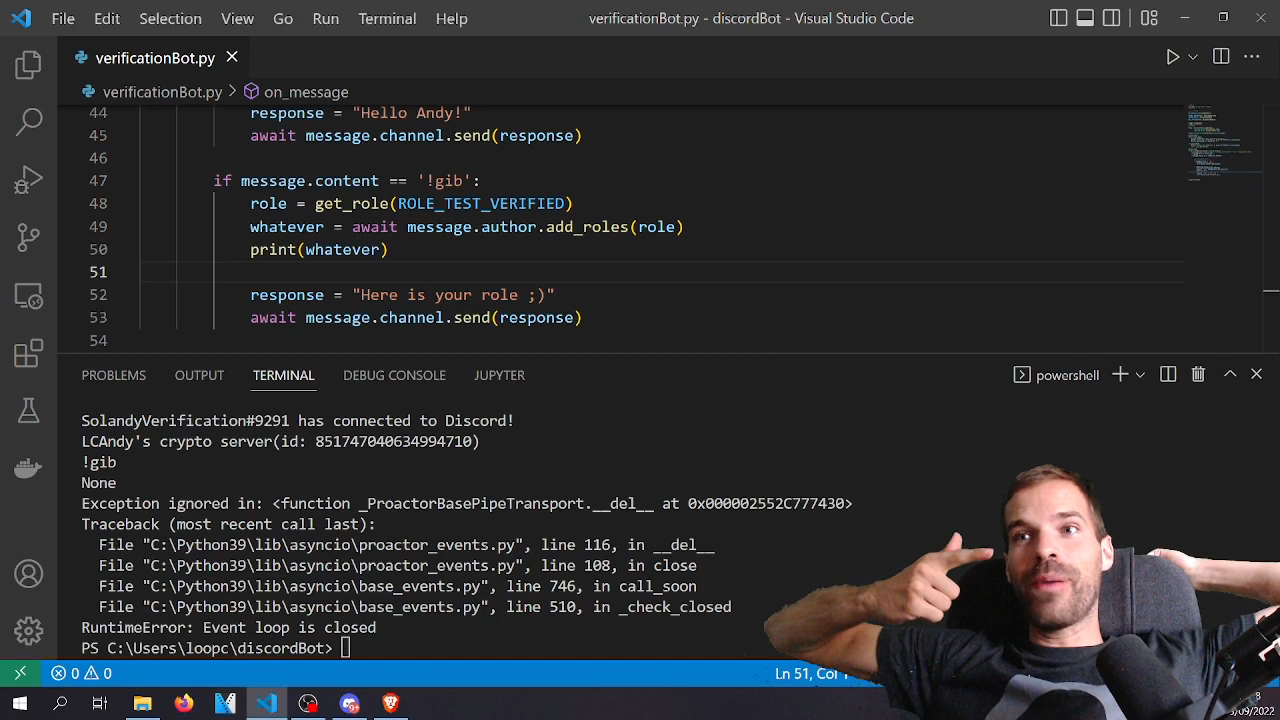 File Edit Selection View Go Run Terminal Help verificationBot.py - discordBot - Visual Studio Code
verificationBot.py
verificationBot.py > on_message
44 response = "Hello Andy!"
45 await message.channel.send(response)
46
47 if message.content == '!gib':
48 role = get_role(ROLE_TEST_VERIFIED)
49 whatever = await message.author.add_roles(role)
50 print(whatever)
51
52 response = "Here is your role ;)"
53 await message.channel.send(response)
54
PROBLEMS OUTPUT TERMINAL DEBUG CONSOLE JUPYTER powershell
SolandyVerification#9291 has connected to Discord!
LCAndy's crypto server(id: 851747040634994710)
!gib
None
Exception ignored in: <function _ProactorBasePipeTransport.__del__ at 0x000002552C777430>
Traceback (most recent call last):
File "C:\Python39\lib\asyncio\proactor_events.py", line 116, in __del__
File "C:\Python39\lib\asyncio\proactor_events.py", line 108, in close
File "C:\Python39\lib\asyncio\base_events.py", line 746, in call_soon
File "C:\Python39\lib\asyncio\base_events.py", line 510, in _check_closed
RuntimeError: Event loop is closed
PS C:\Users\loopc\discordBot>
0 0 Ln 51, Col
8
/09/2022